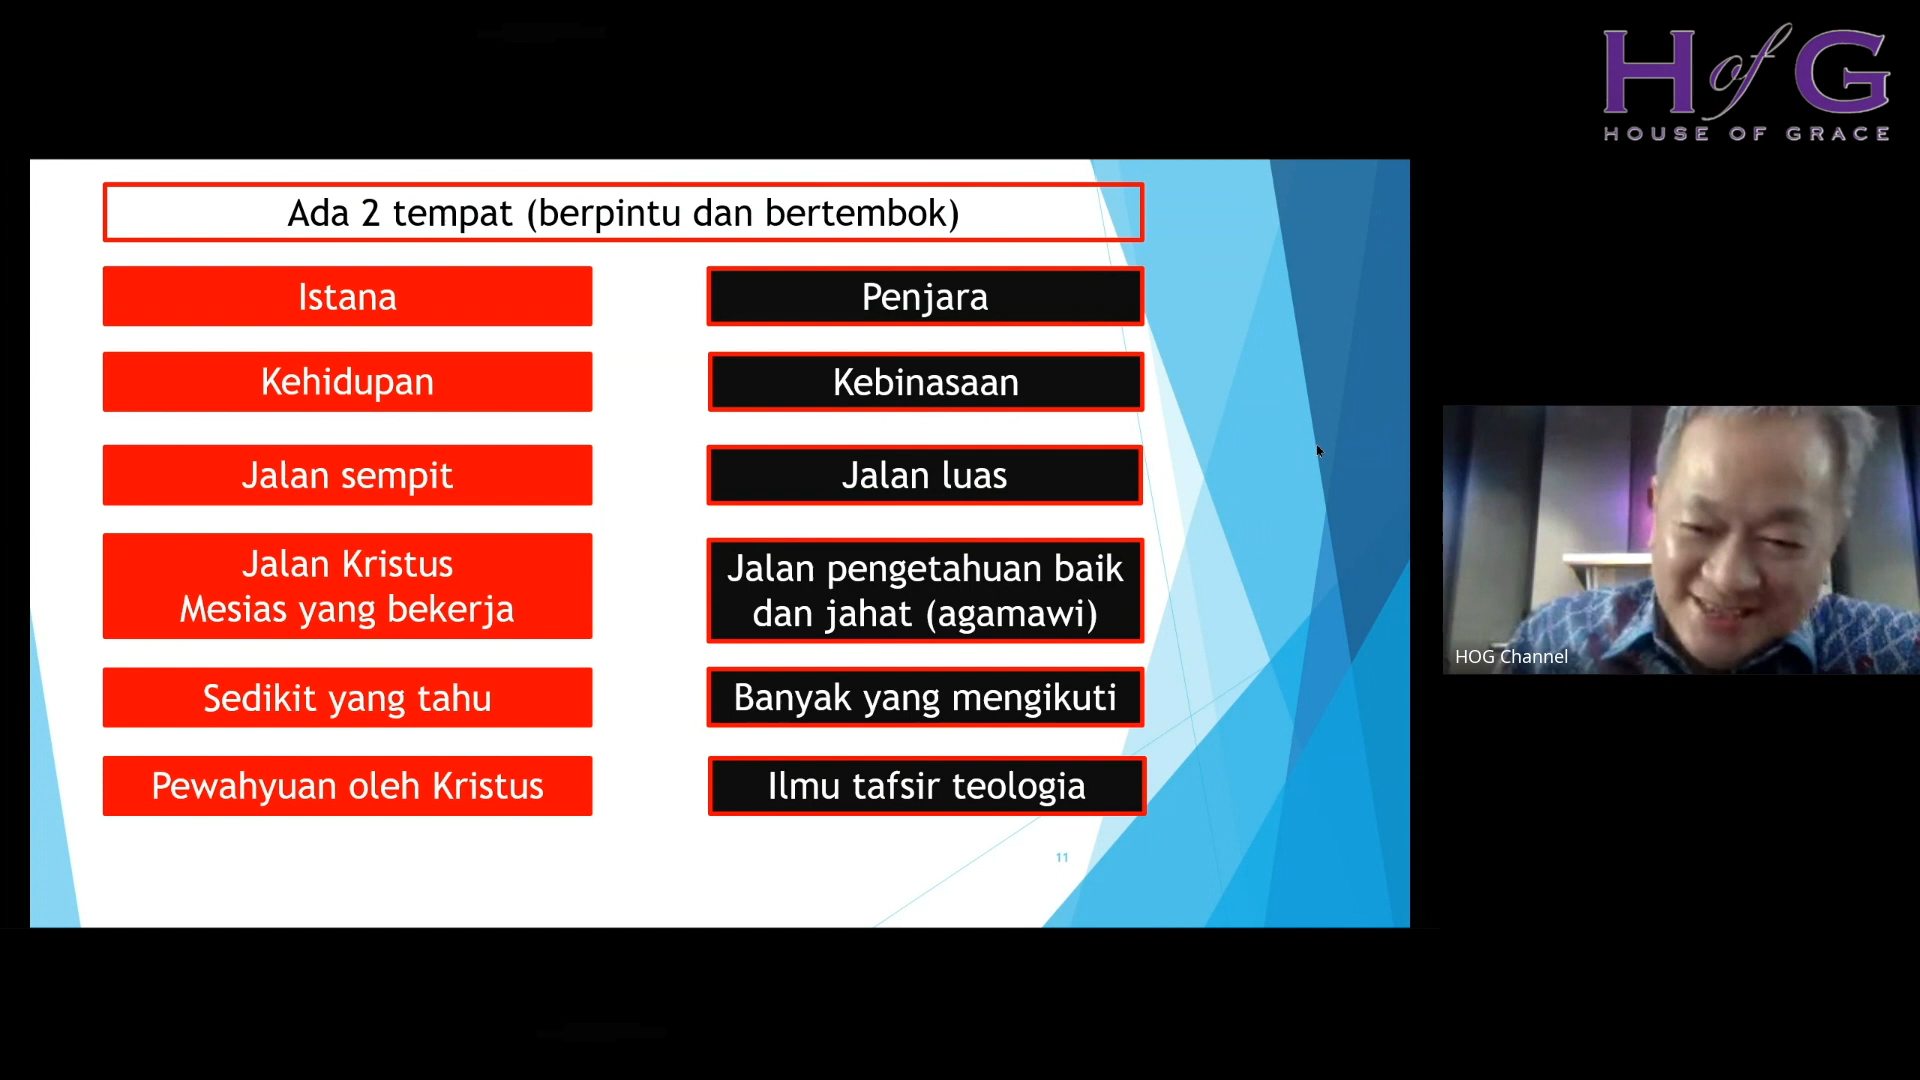 H of G
HOUSE OF GRACE
Ada 2 tempat (berpintu dan bertembok)
Istana
Penjara
Kehidupan
Kebinasaan
Jalan sempit
Jalan luas
Jalan Kristus
Mesias yang bekerja
Jalan pengetahuan baik
dan jahat (agamawi)
Sedikit yang tahu
Banyak yang mengikuti
Pewahyuan oleh Kristus
Ilmu tafsir teologia
11
HOG Channel